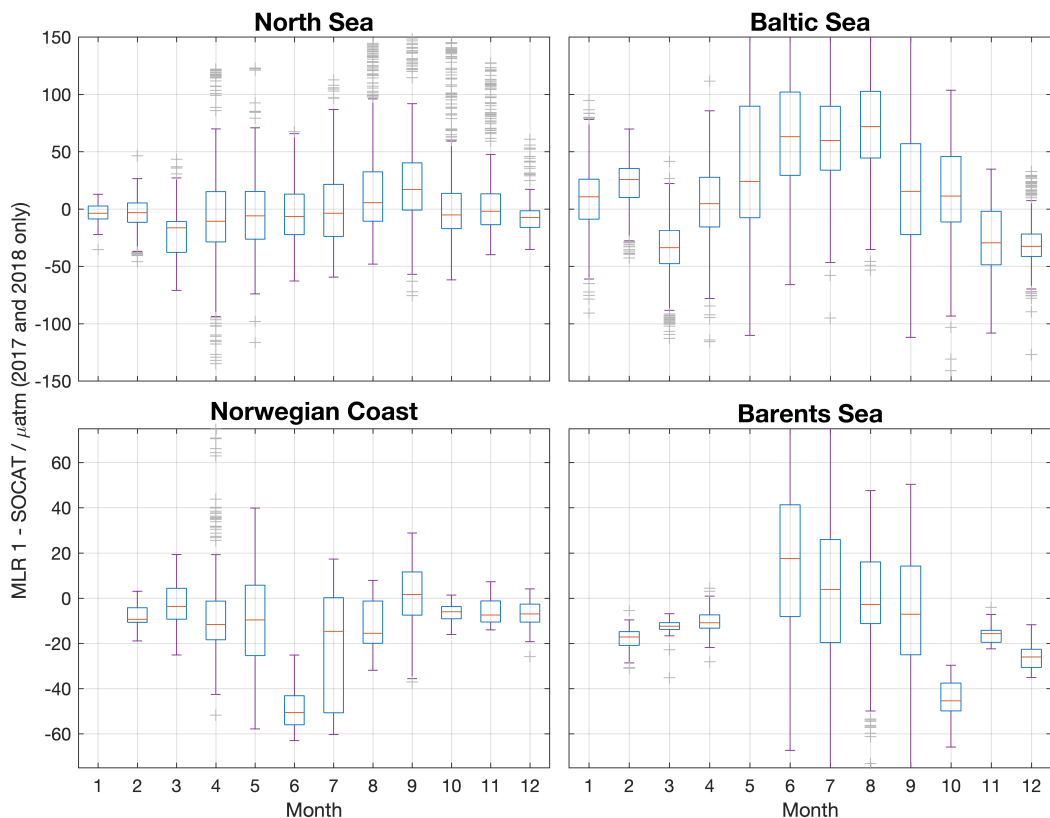 North Sea
Baltic Sea
150
100
50
0
-50
-100
-150
MLR 1 - SOCAT / μatm (2017 and 2018 only)
Norwegian Coast
Barents Sea
60
40
20
0
-20
-40
-60
1 2 3 4 5 6 7 8 9 10 11 12
1 2 3 4 5 6 7 8 9 10 11 12
Month
Month